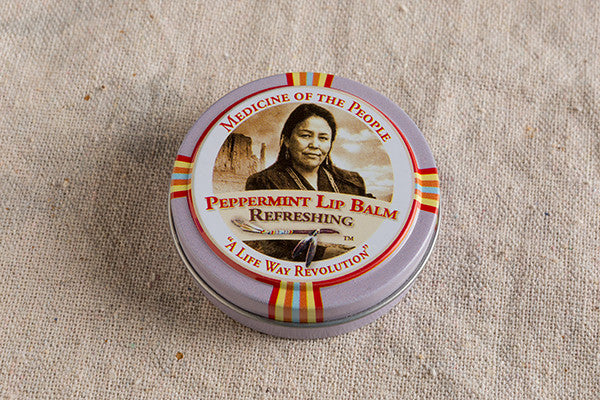 MEDICINE OF THE PEOPLE
PEPPERMINT LIP BALM
REFRESHING
TM
"A LIFE WAY REVOLUTION"